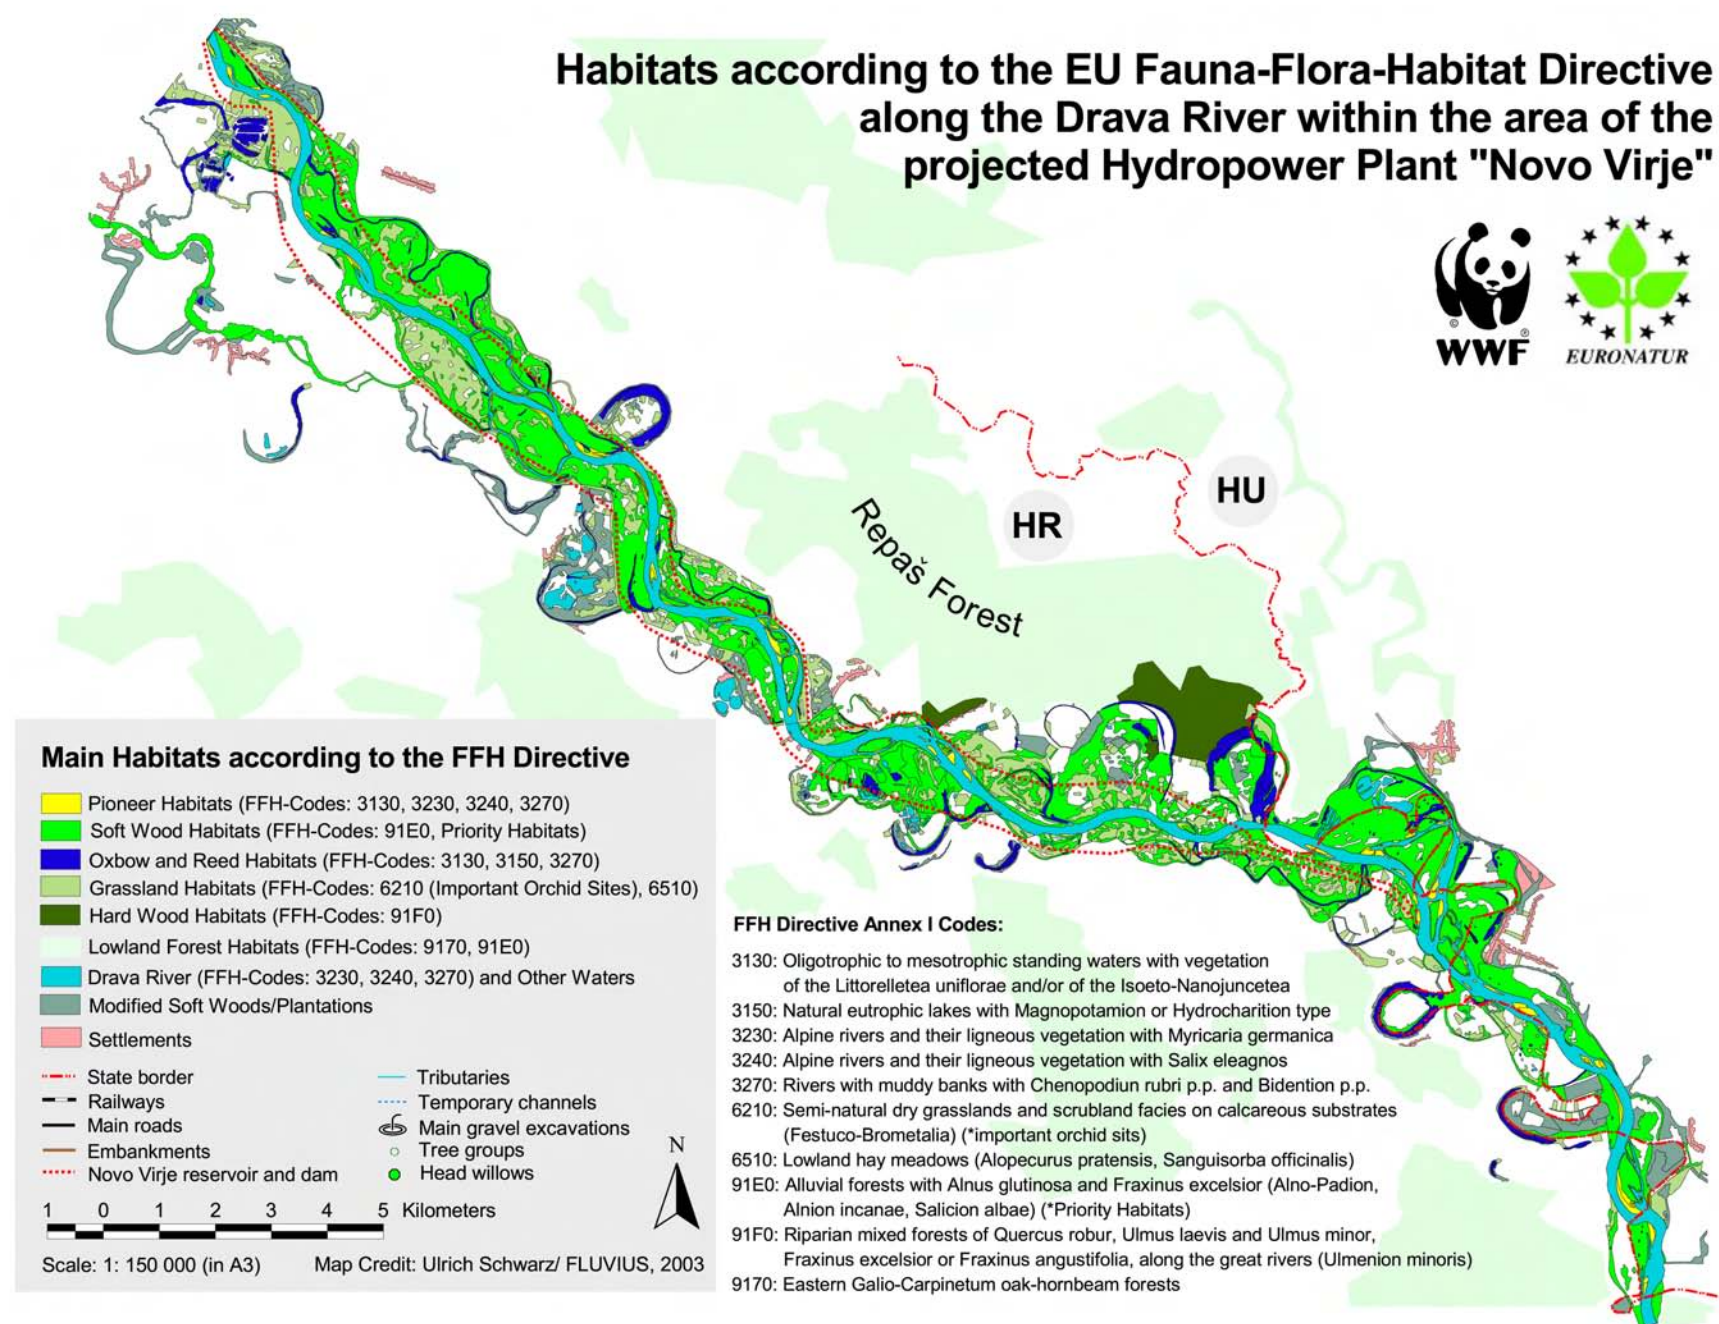 Habitats according to the EU Fauna-Flora-Habitat Directive
along the Drava River within the area of the
projected Hydropower Plant "Novo Virje"
©
®
WWF
EURONATUR
HU
HR
Repaš Forest
Main Habitats according to the FFH Directive
Pioneer Habitats (FFH-Codes: 3130, 3230, 3240, 3270)
Soft Wood Habitats (FFH-Codes: 91E0, Priority Habitats)
Oxbow and Reed Habitats (FFH-Codes: 3130, 3150, 3270)
Grassland Habitats (FFH-Codes: 6210 (Important Orchid Sites), 6510)
Hard Wood Habitats (FFH-Codes: 91F0)
Lowland Forest Habitats (FFH-Codes: 9170, 91E0)
Drava River (FFH-Codes: 3230, 3240, 3270) and Other Waters
Modified Soft Woods/Plantations
Settlements
State border
Railways
Main roads
Embankments
Novo Virje reservoir and dam
Tributaries
Temporary channels
Main gravel excavations
Tree groups
Head willows
N
1 0 1 2 3 4 5 Kilometers
Scale: 1: 150 000 (in A3) Map Credit: Ulrich Schwarz/ FLUVIUS, 2003
FFH Directive Annex I Codes:
3130: Oligotrophic to mesotrophic standing waters with vegetation
of the Littorelletea uniflorae and/or of the Isoeto-Nanojuncetea
3150: Natural eutrophic lakes with Magnopotamion or Hydrocharition type
3230: Alpine rivers and their ligneous vegetation with Myricaria germanica
3240: Alpine rivers and their ligneous vegetation with Salix eleagnos
3270: Rivers with muddy banks with Chenopodiun rubri p.p. and Bidention p.p.
6210: Semi-natural dry grasslands and scrubland facies on calcareous substrates
(Festuco-Brometalia) (*important orchid sits)
6510: Lowland hay meadows (Alopecurus pratensis, Sanguisorba officinalis)
91E0: Alluvial forests with Alnus glutinosa and Fraxinus excelsior (Alno-Padion,
Alnion incanae, Salicion albae) (*Priority Habitats)
91F0: Riparian mixed forests of Quercus robur, Ulmus laevis and Ulmus minor,
Fraxinus excelsior or Fraxinus angustifolia, along the great rivers (Ulmenion minoris)
9170: Eastern Galio-Carpinetum oak-hornbeam forests